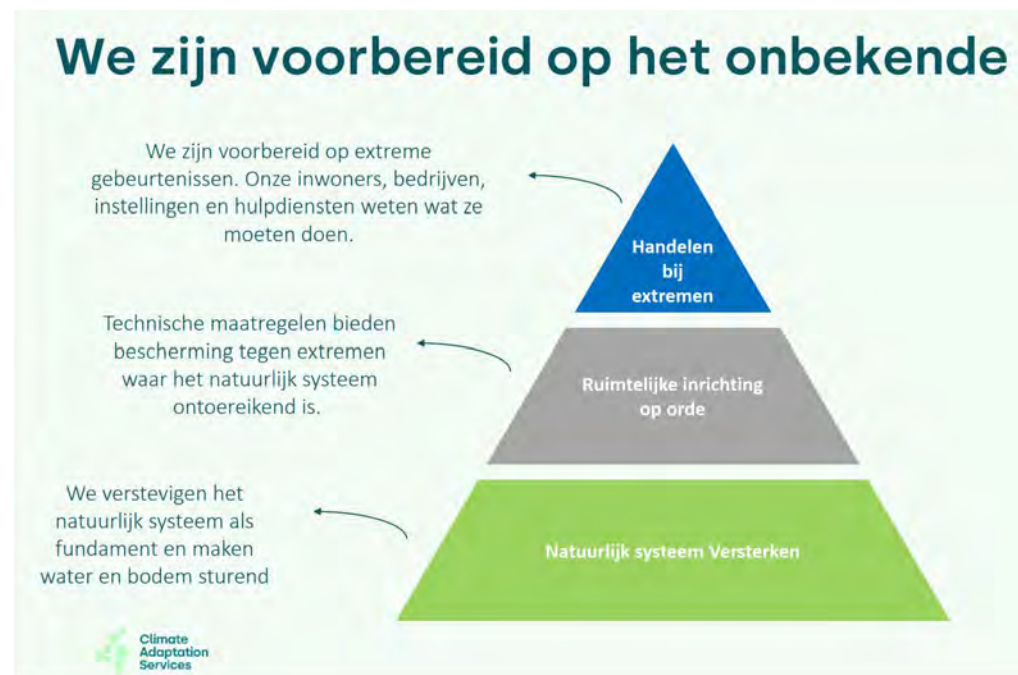 We zijn voorbereid op het onbekende
We zijn voorbereid op extreme
gebeurtenissen. Onze inwoners, bedrijven,
instellingen en hulpdiensten weten wat ze
moeten doen.
Handelen
bij
extremen
Technische maatregelen bieden
bescherming tegen extremen
waar het natuurlijk systeem
ontoereikend is.
Ruimtelijke inrichting
op orde
We verstevigen het
natuurlijk systeem als
fundament en maken
water en bodem sturend
Natuurlijk systeem Versterken
Climate
Adaptation
Services